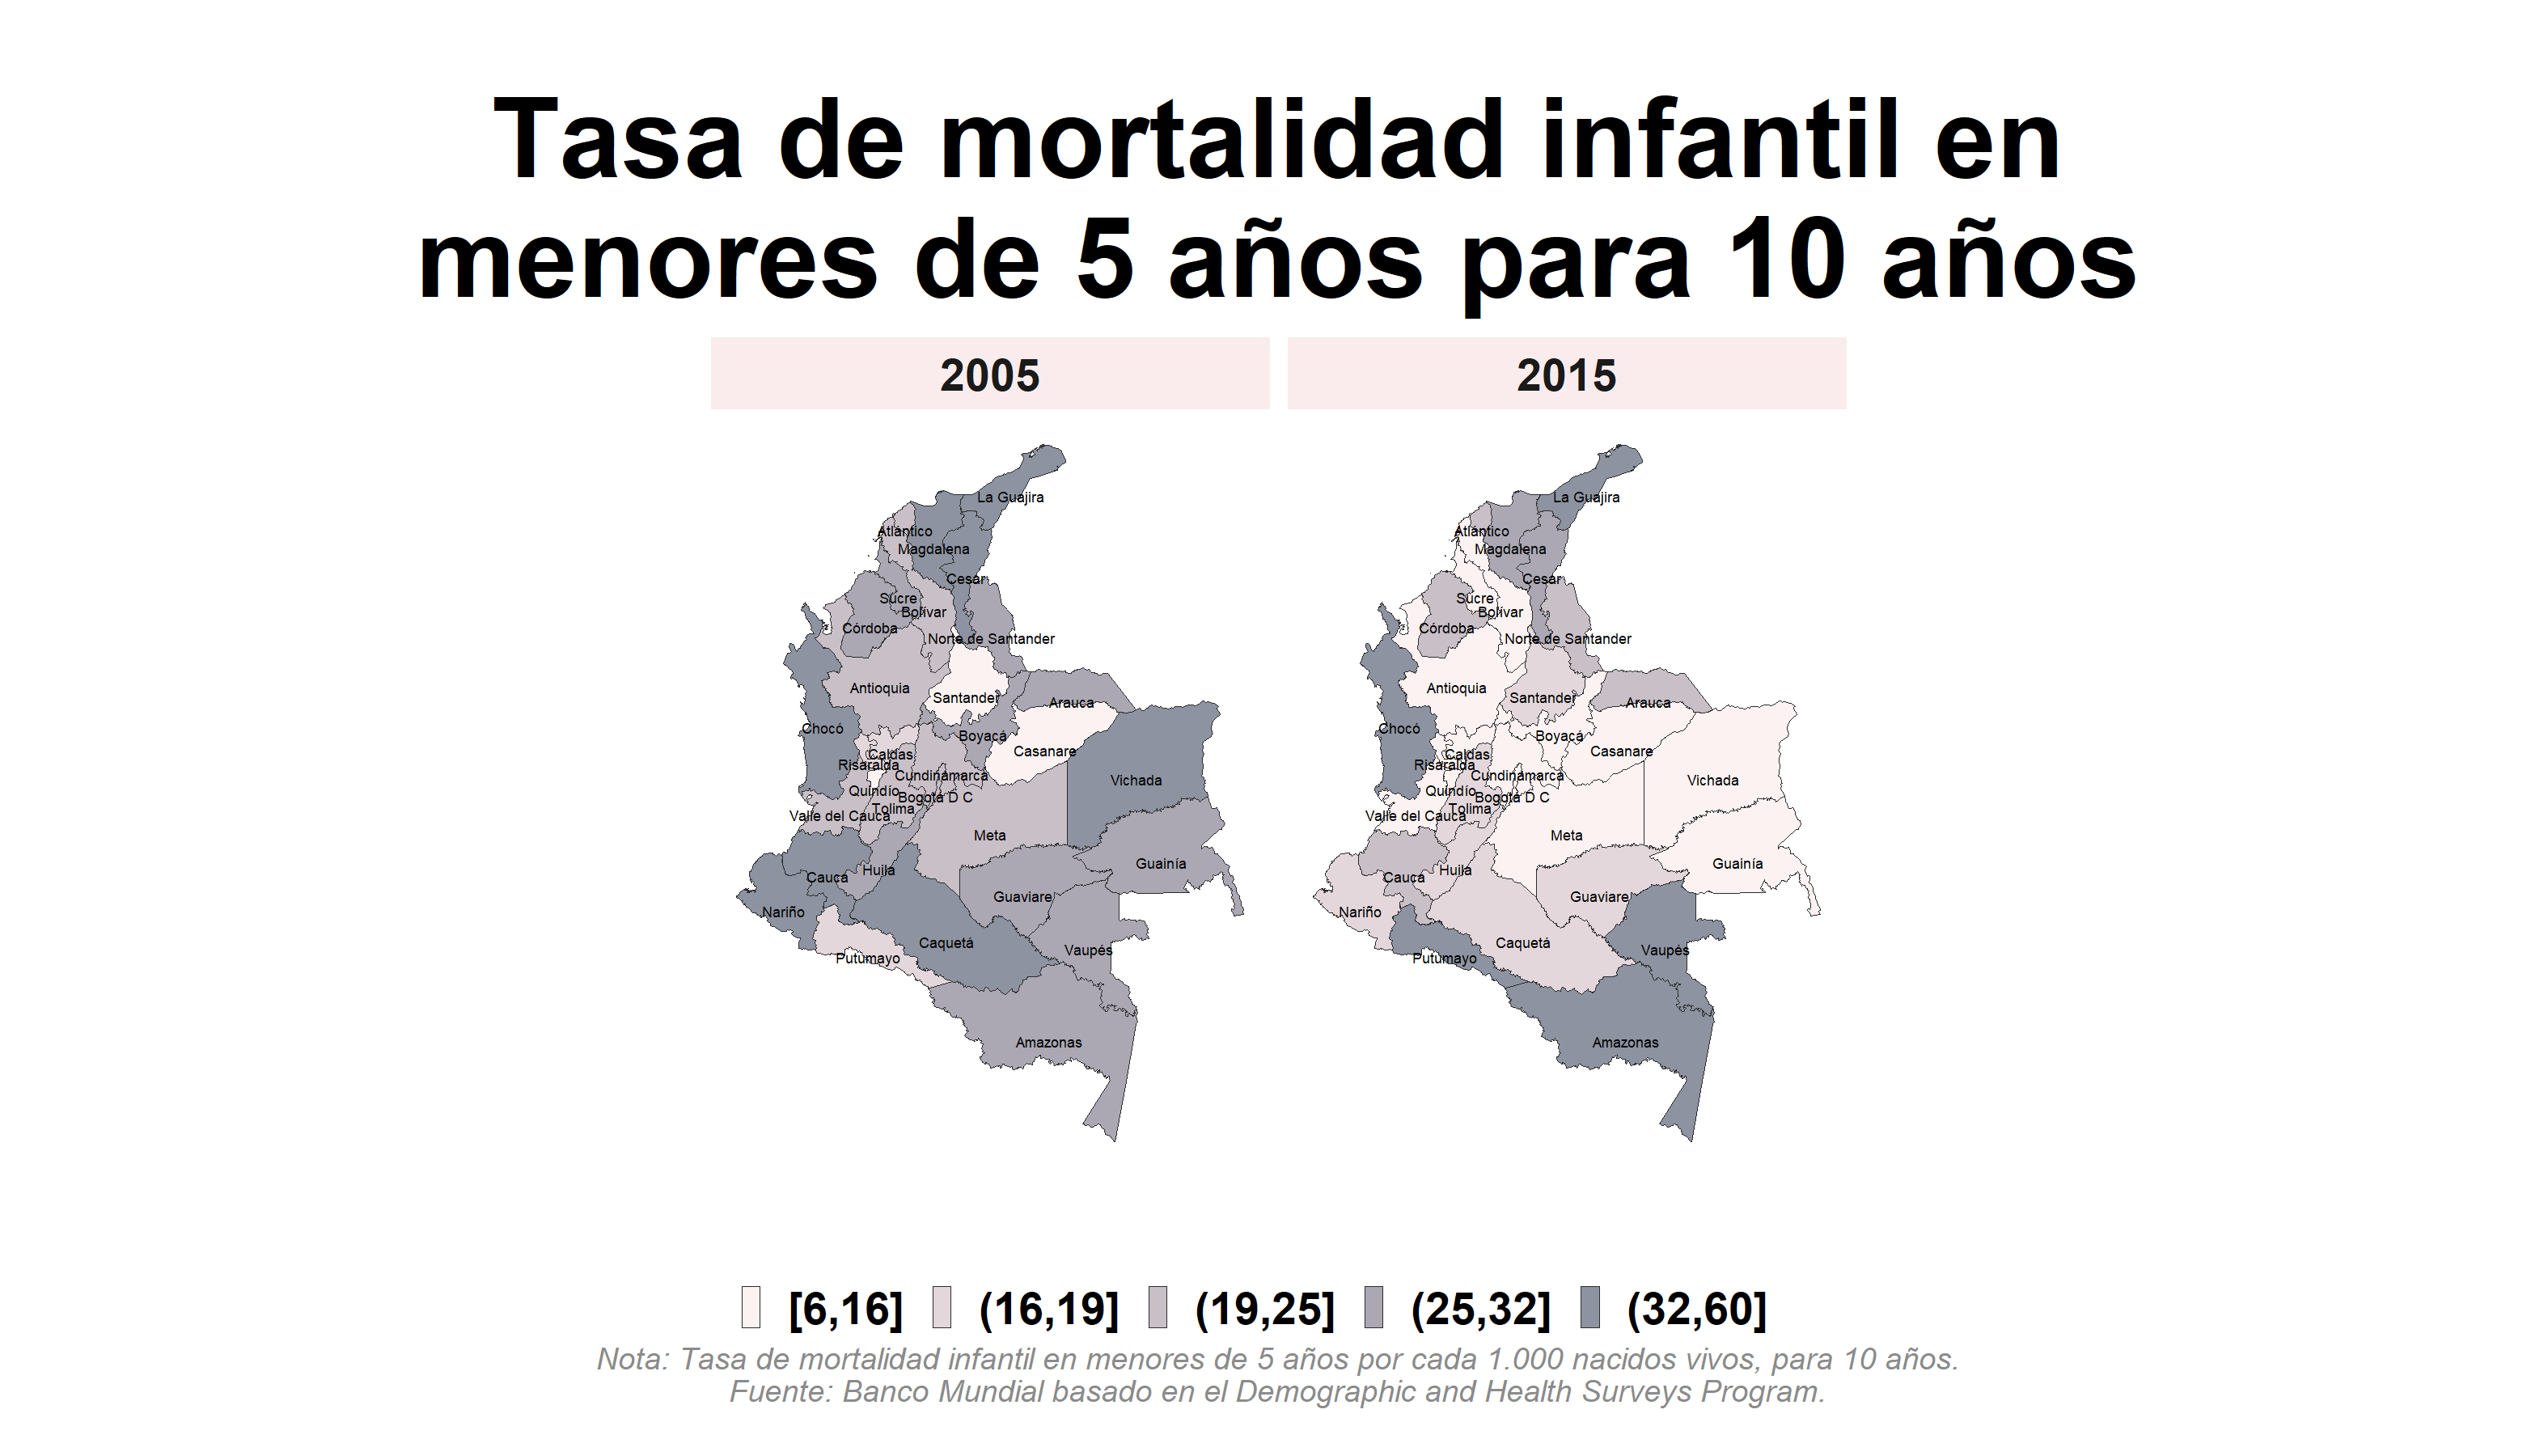 Tasa de mortalidad infantil en
menores de 5 años para 10 años
2005
2015
La Guajira
Atlántico
Magdalena
Cesar
Sucre
Bolívar
Córdoba
Norte de Santander
Antioquia
Santander
Arauca
Chocó
Boyacá
Casanare
Caldas
Risaralda
Cundinamarca
Vichada
Quindío
Bogotá D C
Tolima
Valle del Cauca
Meta
Guainía
Huila
Cauca
Guaviare
Nariño
Caquetá
Vaupés
Putumayo
Amazonas
La Guajira
Atlántico
Magdalena
Cesar
Sucre
Bolívar
Córdoba
Norte de Santander
Antioquia
Santander
Arauca
Chocó
Boyacá
Casanare
Caldas
Risaralda
Cundinamarca
Vichada
Quindío
Bogotá D C
Tolima
Valle del Cauca
Meta
Guainía
Huila
Cauca
Guaviare
Nariño
Caquetá
Vaupés
Putumayo
Amazonas
[6,16] (16,19] (19,25] (25,32] (32,60]
Nota: Tasa de mortalidad infantil en menores de 5 años por cada 1.000 nacidos vivos, para 10 años.
Fuente: Banco Mundial basado en el Demographic and Health Surveys Program.